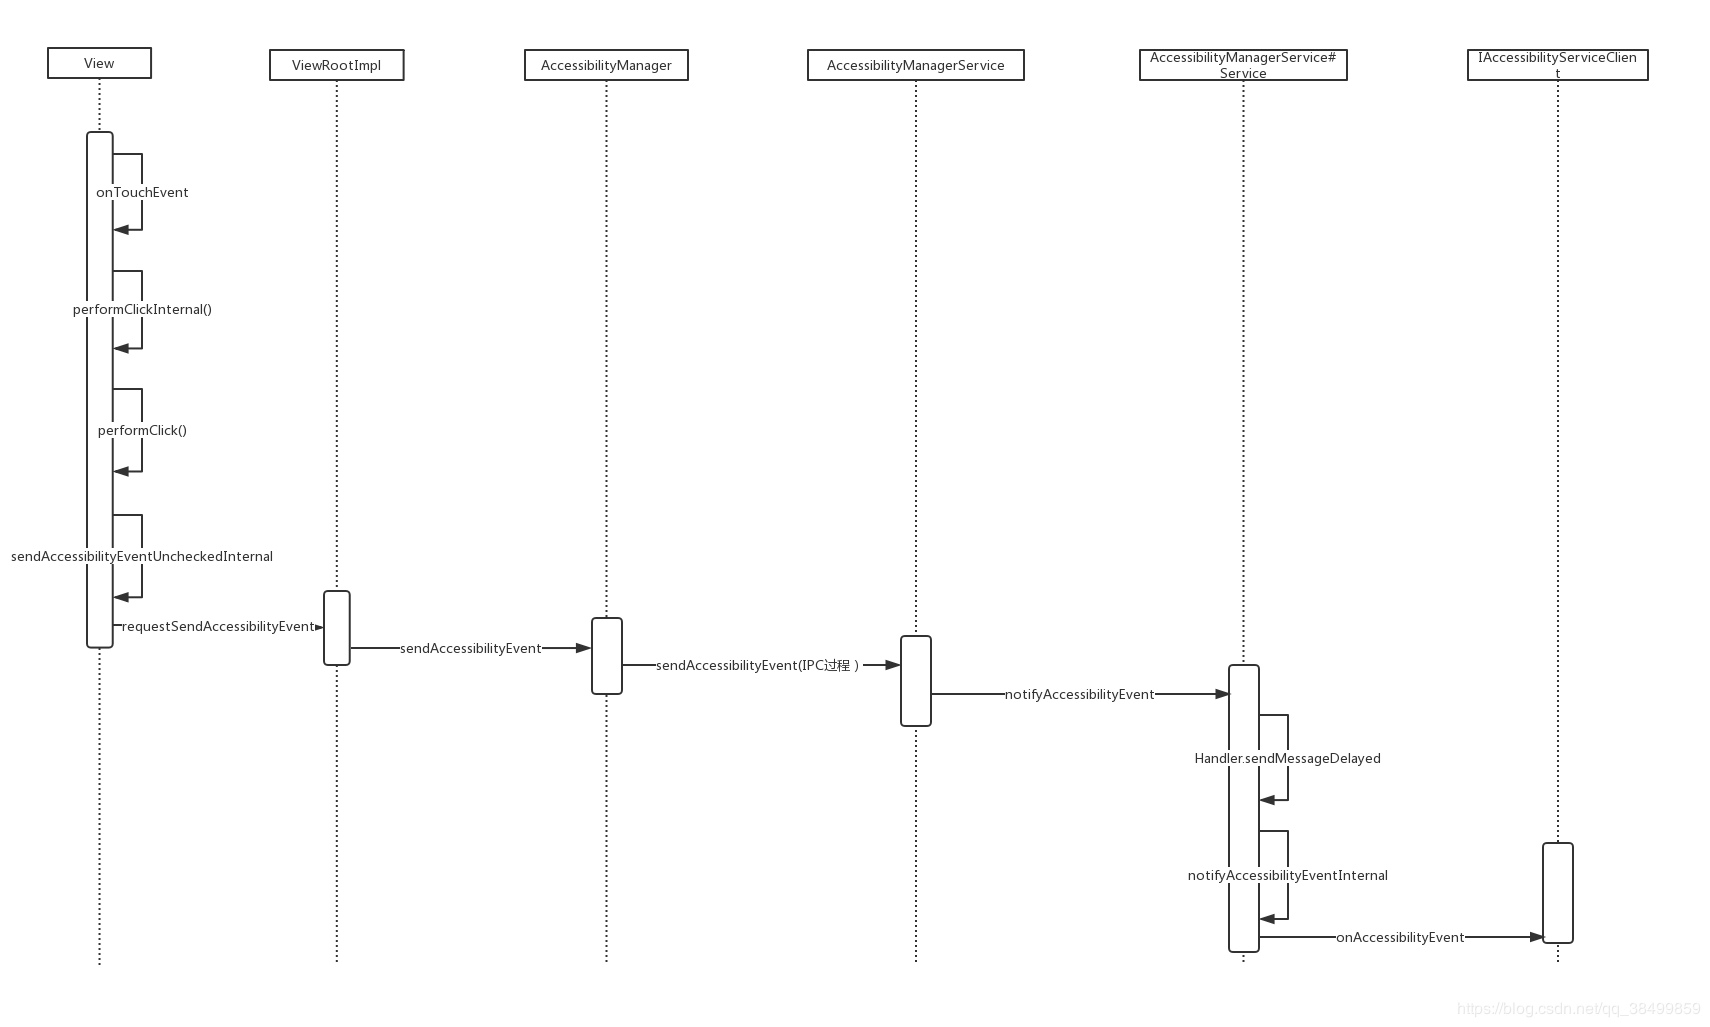 View
ViewRootImpl
AccessibilityManager
AccessibilityManagerService
AccessibilityManagerService#
Service
IAccessibilityServiceClien
t
onTouchEvent
performClickInternal()
performClick()
sendAccessibilityEventUncheckedInternal
requestSendAccessibilityEvent
sendAccessibilityEvent
sendAccessibilityEvent(IPC过程）
notifyAccessibilityEvent
Handler.sendMessageDelayed
notifyAccessibilityEventInternal
onAccessibilityEvent
https://blog.csdn.net/qq_38499859